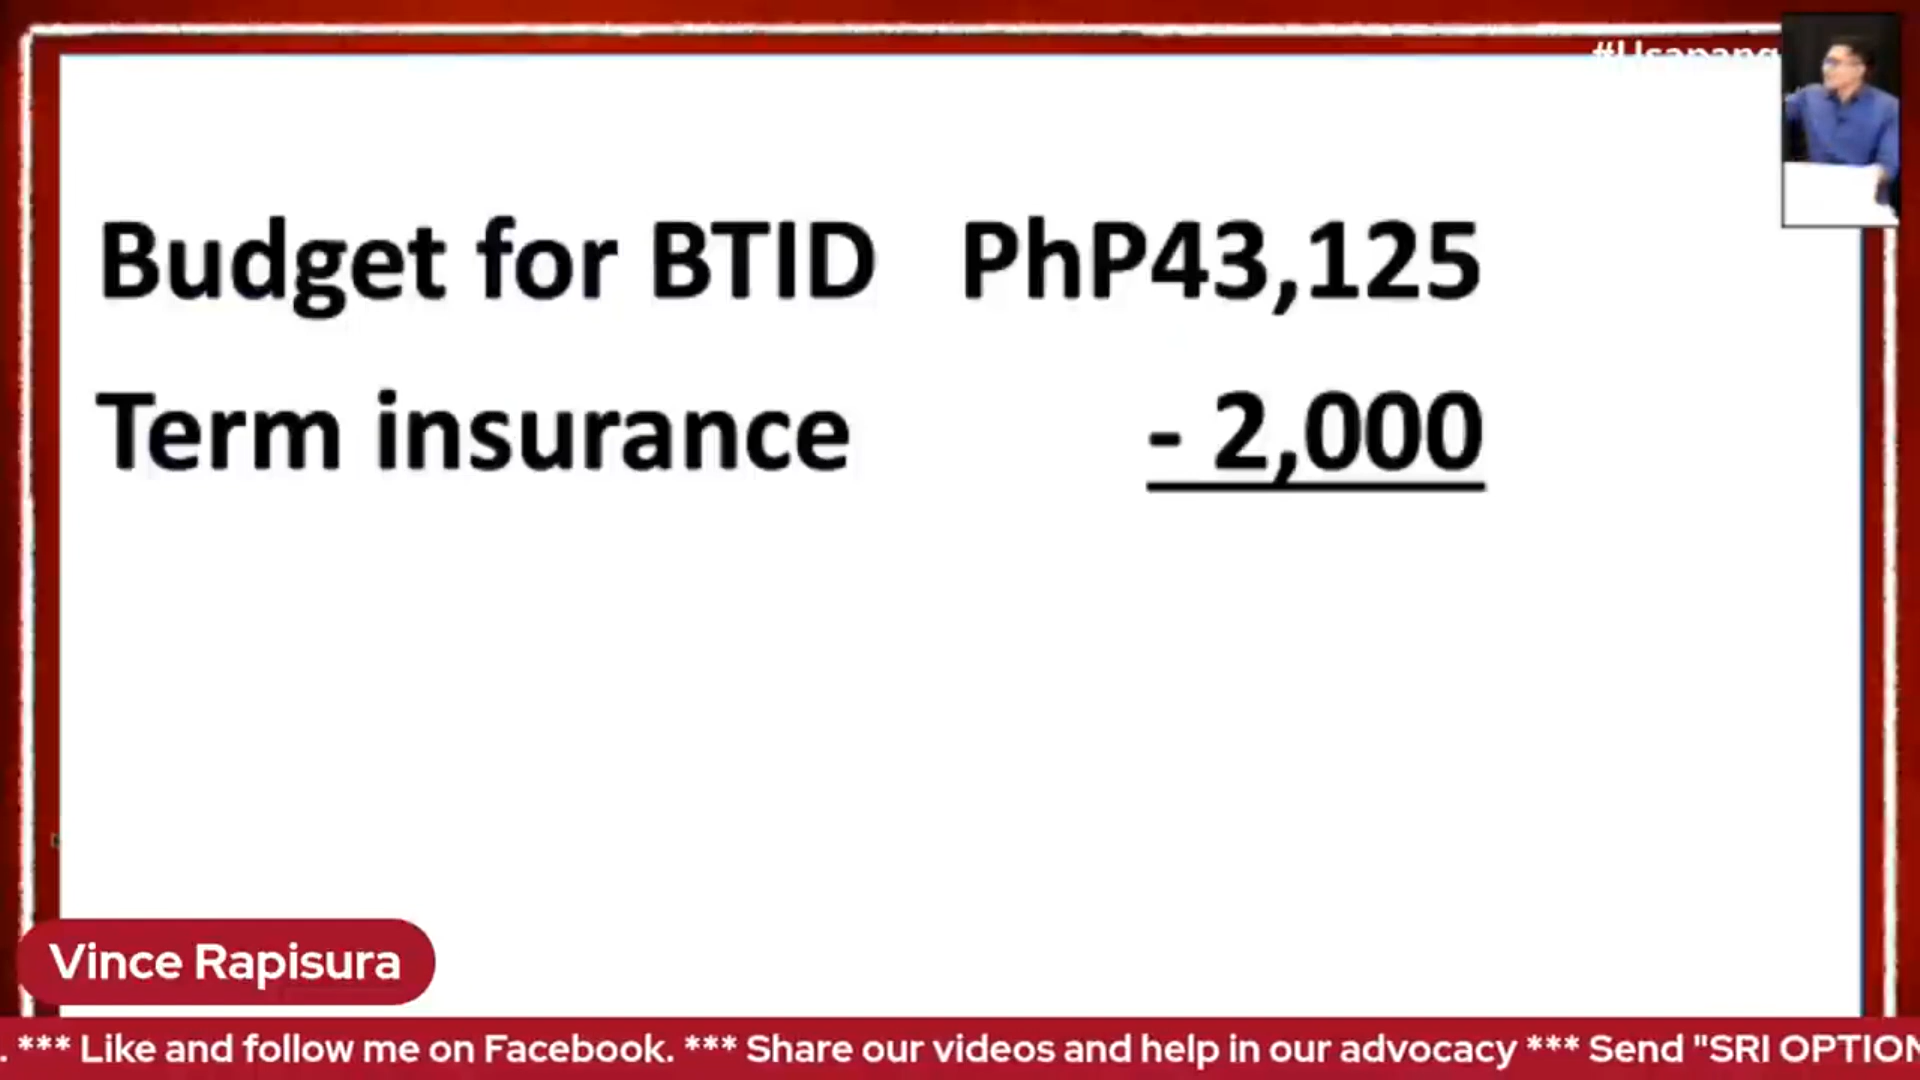 #Usapang
Budget for BTID PhP43,125
Term insurance - 2,000
Vince Rapisura
. *** Like and follow me on Facebook. *** Share our videos and help in our advocacy *** Send "SRI OPTION